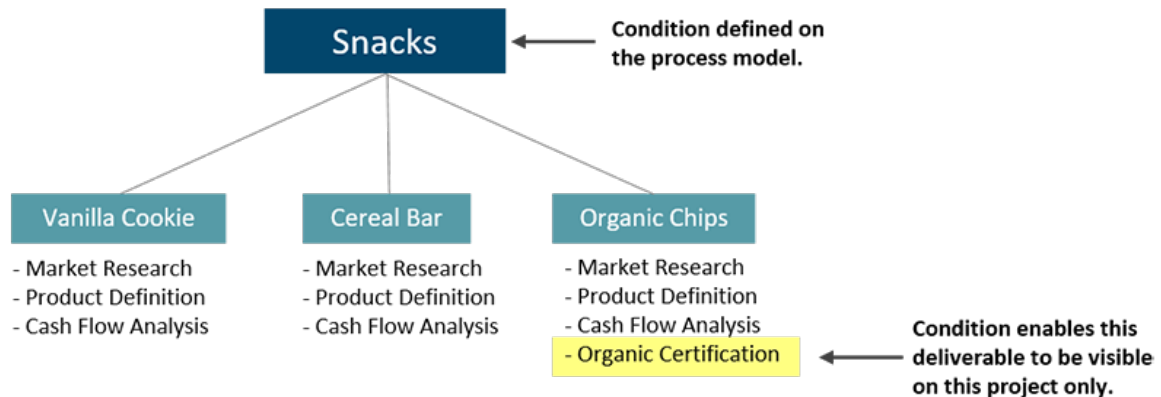 Snacks
Condition defined on
the process model.
Vanilla Cookie
- Market Research
- Product Definition
- Cash Flow Analysis
Cereal Bar
- Market Research
- Product Definition
- Cash Flow Analysis
Organic Chips
- Market Research
- Product Definition
- Cash Flow Analysis
- Organic Certification
Condition enables this
deliverable to be visible
on this project only.